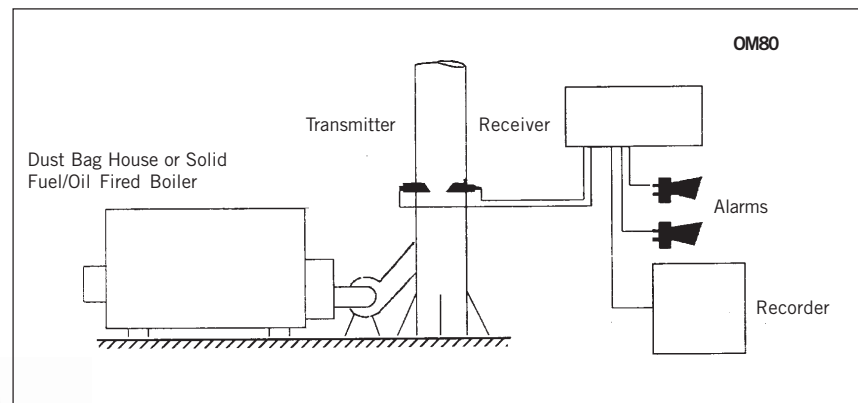 OM80
Transmitter
Receiver
Dust Bag House or Solid
Fuel/Oil Fired Boiler
Alarms
Recorder